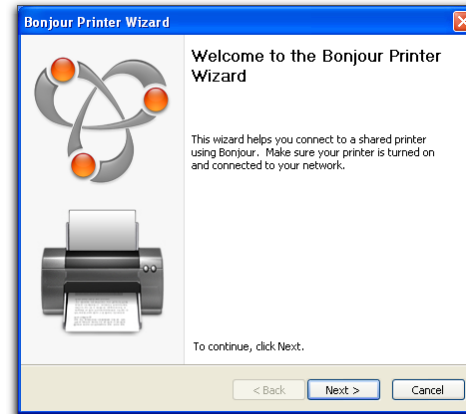 Bonjour Printer Wizard
Welcome to the Bonjour Printer
Wizard
This wizard helps you connect to a shared printer
using Bonjour. Make sure your printer is turned on
and connected to your network.
To continue, click Next.
< Back
Next >
Cancel